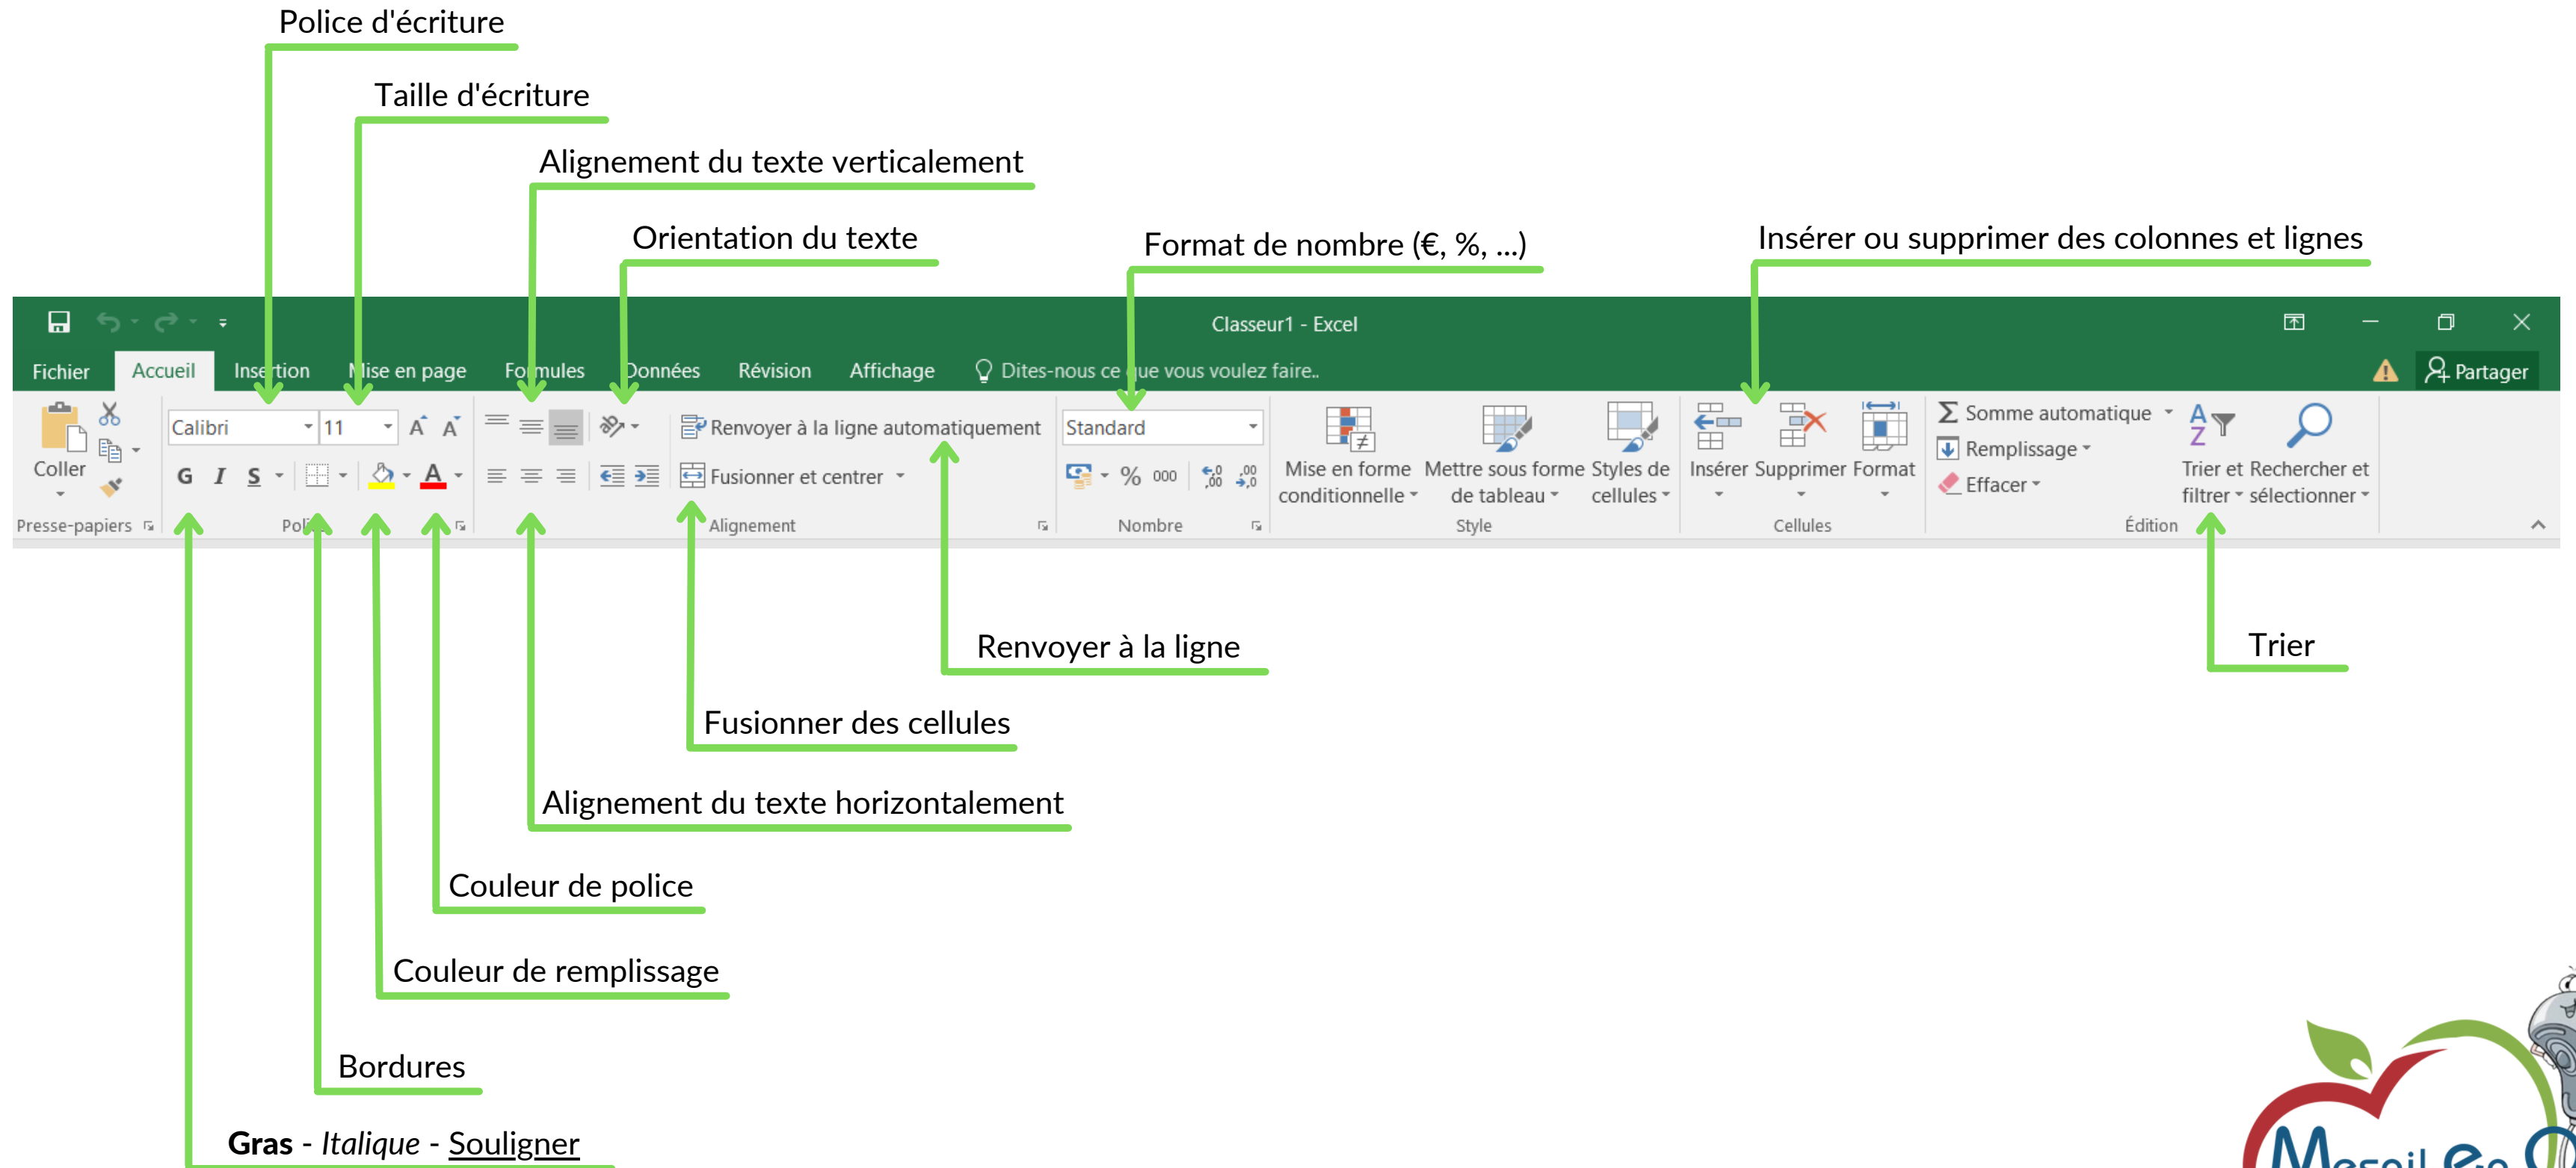 Police d'écriture
Taille d'écriture
Alignement du texte verticalement
Orientation du texte
Format de nombre (€, %, ...)
Insérer ou supprimer des colonnes et lignes
Classeur1 - Excel
Fichier Accueil Insertion Mise en page Formules Données Révision Affichage Dites-nous ce que vous voulez faire.. Partager
Calibri 11 Renvoyer à la ligne automatiquement Standard Somme automatique
Remplissage
Coller G I S A Fusionner et centrer % 000 Mise en forme conditionnelle Mettre sous forme de tableau Styles de cellules Insérer Supprimer Format Effacer Trier et filtrer Rechercher et sélectionner
Presse-papiers Alignement Nombre Style Cellules Édition
Renvoyer à la ligne
Trier
Fusionner des cellules
Alignement du texte horizontalement
Couleur de police
Couleur de remplissage
Bordures
Gras - Italique - Souligner
Mesnil en